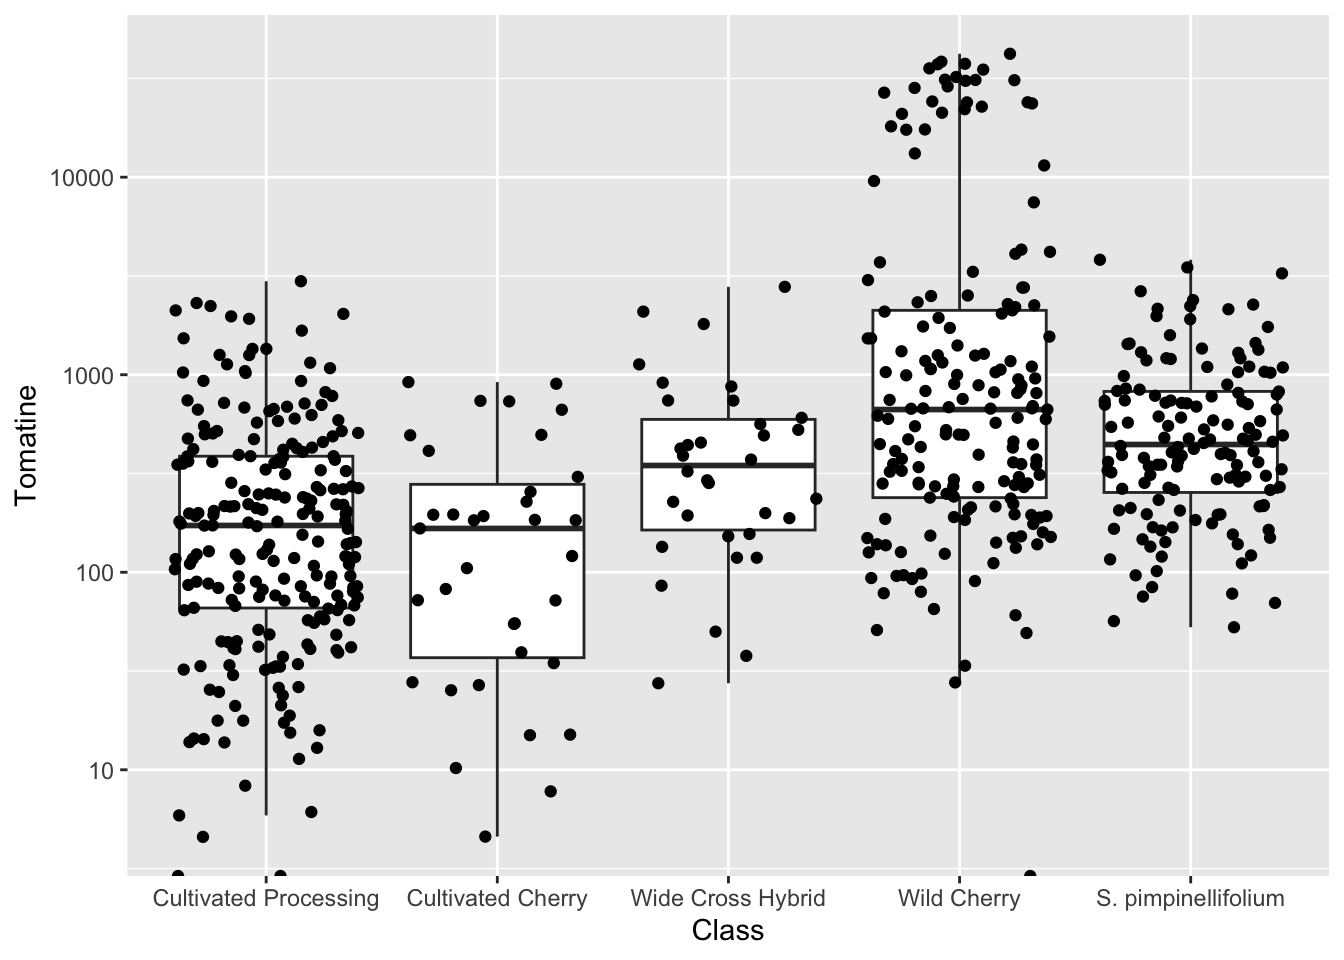 Tomatine
10000
1000
100
10
Cultivated Processing
Cultivated Cherry
Wide Cross Hybrid
Wild Cherry
S. pimpinellifolium
Class